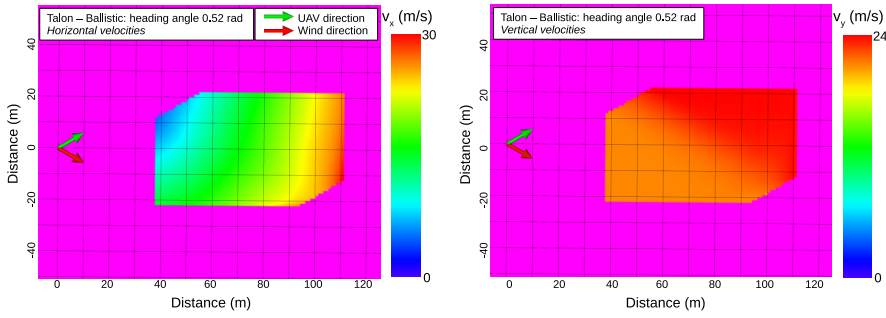 Talon – Ballistic: heading angle 0.52 rad
Horizontal velocities
UAV direction
Wind direction
vx (m/s)
30
0
40
20
0
-20
-40
Distance (m)
0
20
40
60
80
100
120
Distance (m)
Talon – Ballistic: heading angle 0.52 rad
Vertical velocities
vy (m/s)
24
0
40
20
0
-20
-40
Distance (m)
0
20
40
60
80
100
120
Distance (m)